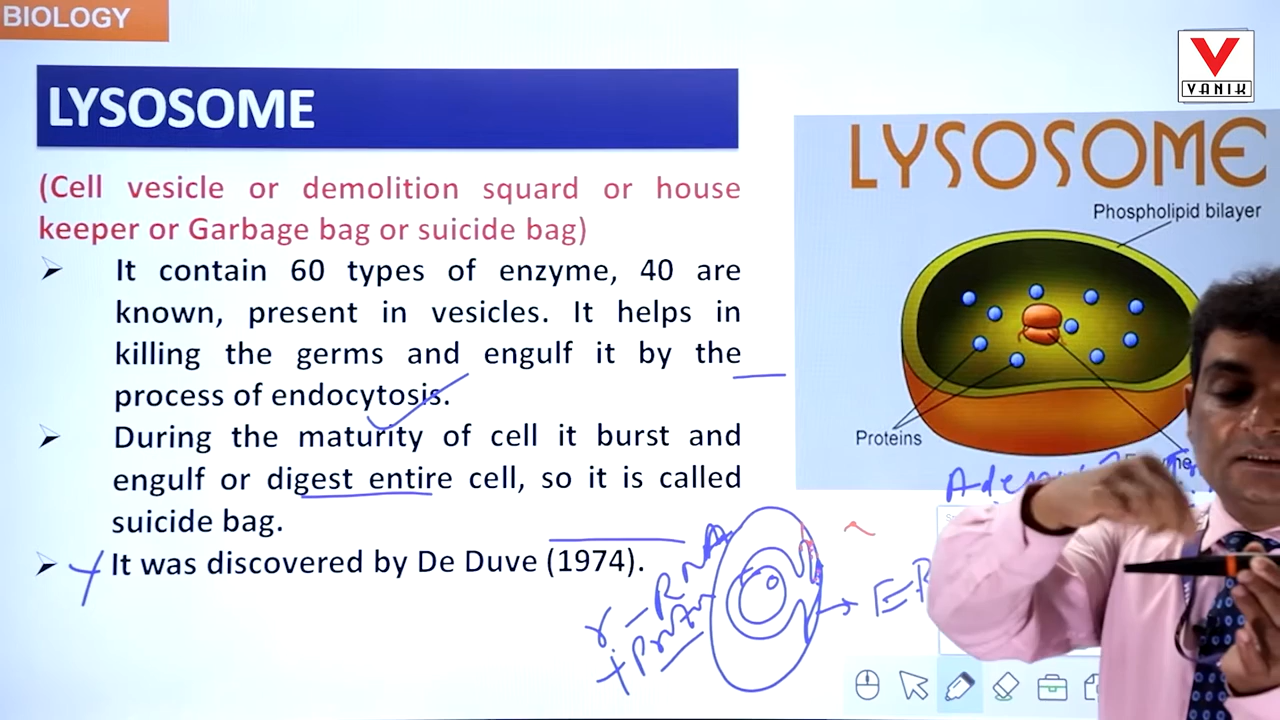 BIOLOGY
VANIK
LYSOSOME
(Cell vesicle or demolition squard or house
keeper or Garbage bag or suicide bag)
It contain 60 types of enzyme, 40 are
known, present in vesicles. It helps in
killing the germs and engulf it by the
process of endocytosis.
During the maturity of cell it burst and
engulf or digest entire cell, so it is called
suicide bag.
It was discovered by De Duve (1974).
LYSOSOME
Phospholipid bilayer
Proteins
r-RNA
+Protein